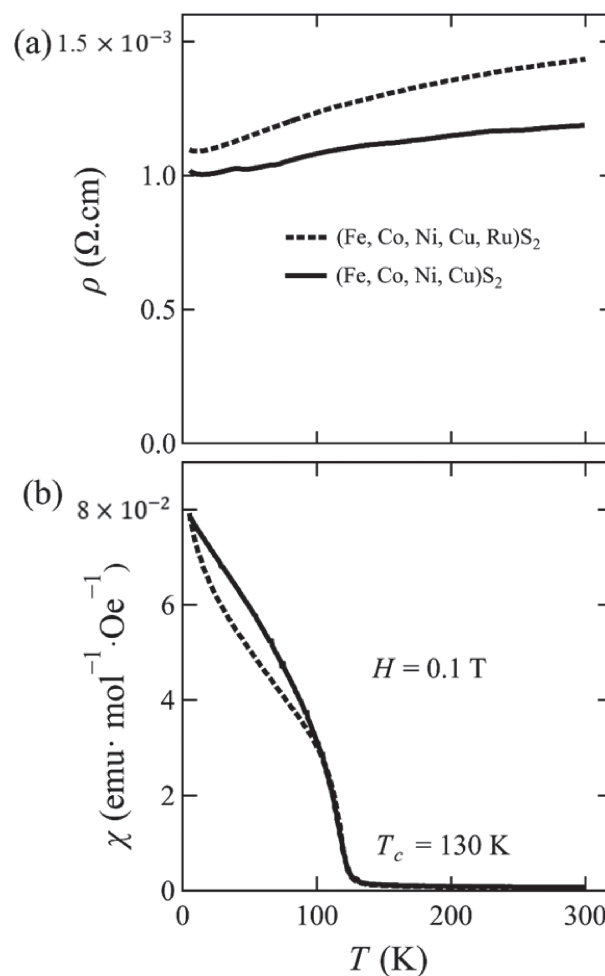 (a)
1.5 × 10⁻³
1.0
0.5
0.0
ρ (Ω.cm)
(Fe, Co, Ni, Cu, Ru)S₂
(Fe, Co, Ni, Cu)S₂
(b)
8 × 10⁻²
6
4
2
0
χ (emu· mol⁻¹·Oe⁻¹)
H = 0.1 T
T_c = 130 K
0 100 200 300
T (K)